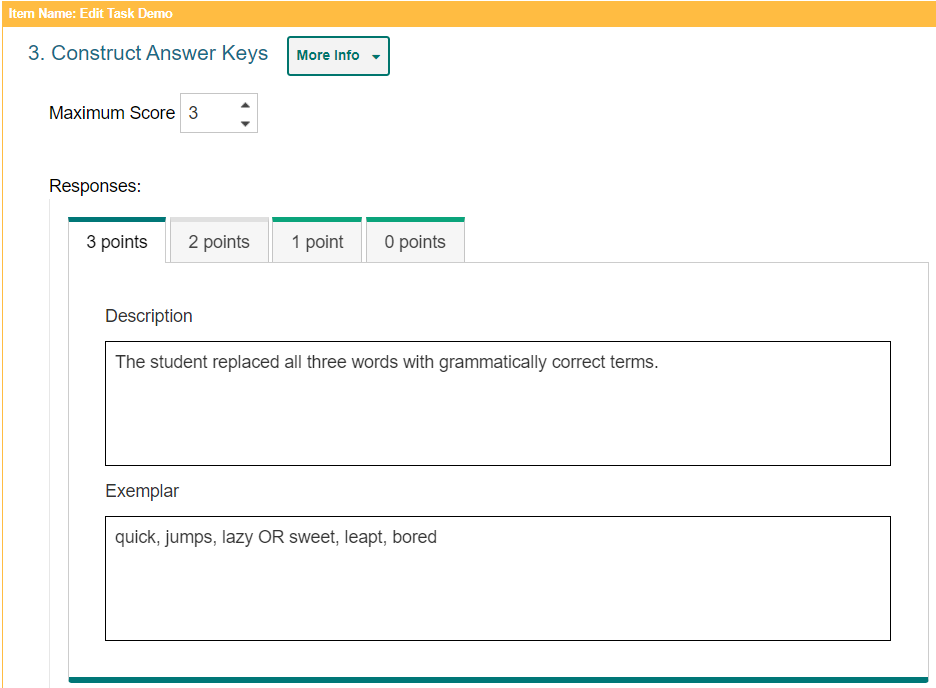 Item Name: Edit Task Demo
3. Construct Answer Keys
More Info
Maximum Score 3
Responses:
3 points 2 points 1 point 0 points
Description
The student replaced all three words with grammatically correct terms.
Exemplar
quick, jumps, lazy OR sweet, leapt, bored